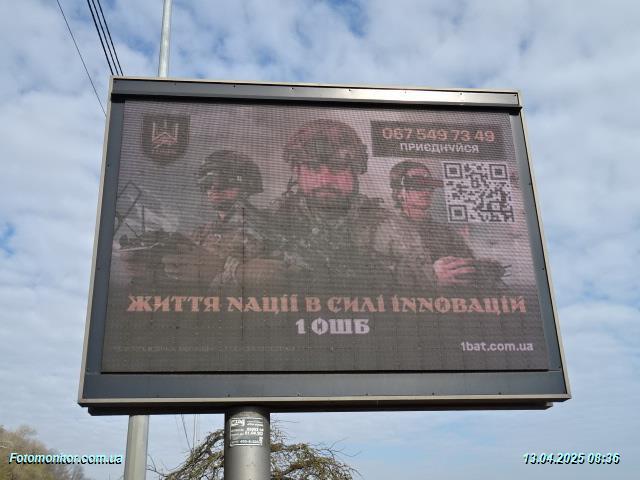 067 549 73 49
ПРИЄДНУЙСЯ
ЖИТТЯ NАЦІЇ В СИЛІ ІNNОВАЦІЙ
1 ОШБ
1bat.com.ua
Fotomonitor.com.ua
13.04.2025 08:36